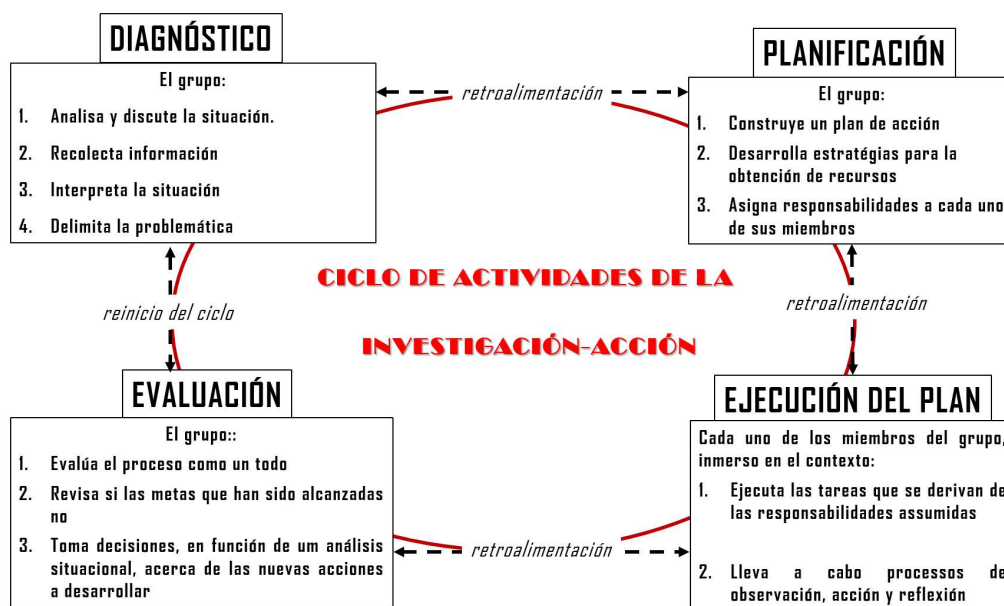 DIAGNÓSTICO
El grupo:
1. Analisa y discute la situación.
2. Recolecta información
3. Interpreta la situación
4. Delimita la problemática
retroalimentación
PLANIFICACIÓN
El grupo:
1. Construye un plan de acción
2. Desarrolla estratégias para la
obtención de recursos
3. Asigna responsabilidades a cada uno
de sus miembros
CICLO DE ACTIVIDADES DE LA
INVESTIGACIÓN-ACCIÓN
reinicio del ciclo
retroalimentación
EVALUACIÓN
El grupo::
1. Evalúa el proceso como un todo
2. Revisa si las metas que han sido alcanzadas
no
3. Toma decisiones, en función de um análisis
situacional, acerca de las nuevas acciones
a desarrollar
retroalimentación
EJECUCIÓN DEL PLAN
Cada uno de los miembros del grupo,
inmerso en el contexto:
1. Ejecuta las tareas que se derivan de
las responsabilidades assumidas
2. Lleva a cabo processos de
observación, acción y reflexión